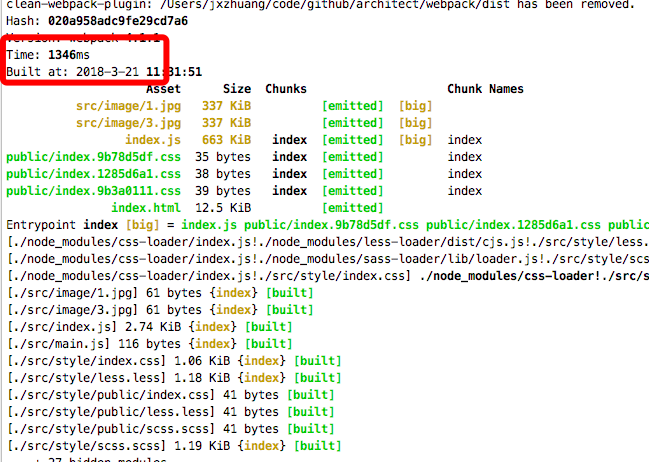 clean-webpack-plugin: /Users/jxzhuang/code/github/architect/webpack/dist has been removed.
Hash: 020a958adc9fe29cd7a6
Version: webpack 4.1.1
Time: 1346ms
Built at: 2018-3-21 11:31:51
Asset Size Chunks Chunk Names
src/image/1.jpg 337 KiB [emitted] [big]
src/image/3.jpg 337 KiB [emitted] [big]
index.js 663 KiB index [emitted] [big] index
public/index.9b78d5df.css 35 bytes index [emitted] index
public/index.1285d6a1.css 38 bytes index [emitted] index
public/index.9b3a0111.css 39 bytes index [emitted] index
index.html 12.5 KiB [emitted]
Entrypoint index [big] = index.js public/index.9b78d5df.css public/index.1285d6a1.css public
[./node_modules/css-loader/index.js!./node_modules/less-loader/dist/cjs.js!./src/style/less.
[./node_modules/css-loader/index.js!./node_modules/sass-loader/lib/loader.js!./src/style/scs
[./node_modules/css-loader/index.js!./src/style/index.css] ./node_modules/css-loader!./src/s
[./src/image/1.jpg] 61 bytes {index} [built]
[./src/image/3.jpg] 61 bytes {index} [built]
[./src/index.js] 2.74 KiB {index} [built]
[./src/main.js] 116 bytes {index} [built]
[./src/style/index.css] 1.06 KiB {index} [built]
[./src/style/less.less] 1.18 KiB {index} [built]
[./src/style/public/index.css] 41 bytes [built]
[./src/style/public/less.less] 41 bytes [built]
[./src/style/public/scss.scss] 41 bytes [built]
[./src/style/scss.scss] 1.19 KiB {index} [built]
+ 27 hidden modules